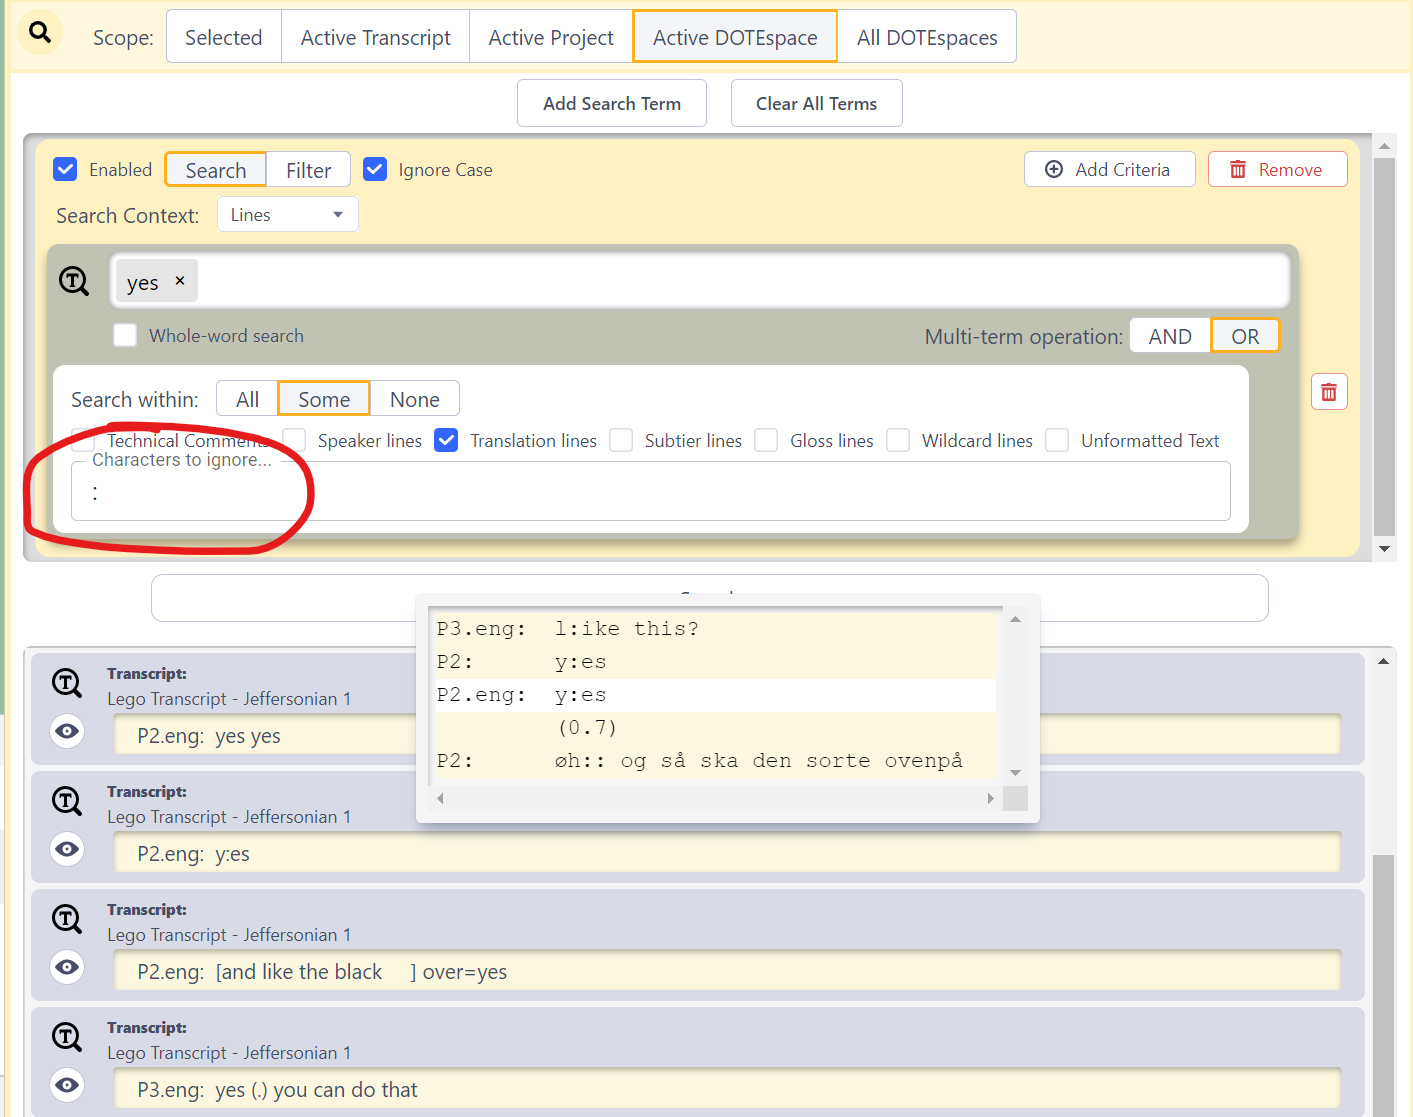 Scope: Selected Active Transcript Active Project Active DOTEspace All DOTEspaces
Add Search Term Clear All Terms
Enabled Search Filter Ignore Case Add Criteria Remove
Search Context: Lines
yes ×
Whole-word search Multi-term operation: AND OR
Search within: All Some None
Technical Comments Speaker lines Translation lines Subtier lines Gloss lines Wildcard lines Unformatted Text
Characters to ignore...
:
P3.eng: l:ike this?
P2: y:es
P2.eng: y:es
(0.7)
P2: øh:: og så ska den sorte ovenpå
Transcript:
Lego Transcript - Jeffersonian 1
P2.eng: yes yes
Transcript:
Lego Transcript - Jeffersonian 1
P2.eng: y:es
Transcript:
Lego Transcript - Jeffersonian 1
P2.eng: [and like the black ] over=yes
Transcript:
Lego Transcript - Jeffersonian 1
P3.eng: yes (.) you can do that